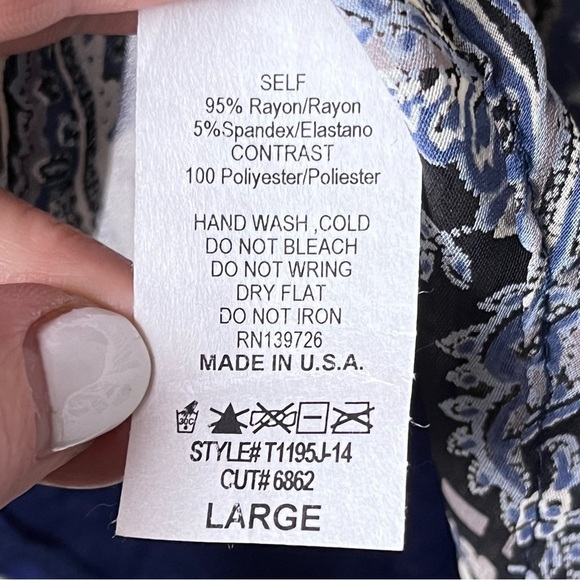 SELF
95% Rayon/Rayon
5%Spandex/Elastano
CONTRAST
100 Poliyester/Poliester
HAND WASH ,COLD
DO NOT BLEACH
DO NOT WRING
DRY FLAT
DO NOT IRON
RN139726
MADE IN U.S.A.
30C
STYLE# T1195J-14
CUT# 6862
LARGE